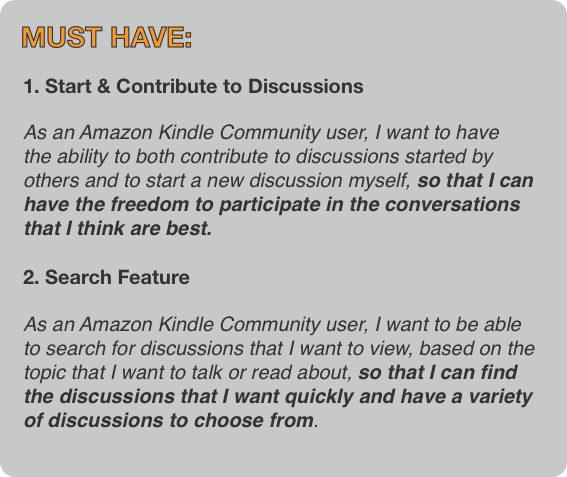 MUST HAVE:
1. Start & Contribute to Discussions
As an Amazon Kindle Community user, I want to have
the ability to both contribute to discussions started by
others and to start a new discussion myself, so that I can
have the freedom to participate in the conversations
that I think are best.
2. Search Feature
As an Amazon Kindle Community user, I want to be able
to search for discussions that I want to view, based on the
topic that I want to talk or read about, so that I can find
the discussions that I want quickly and have a variety
of discussions to choose from.